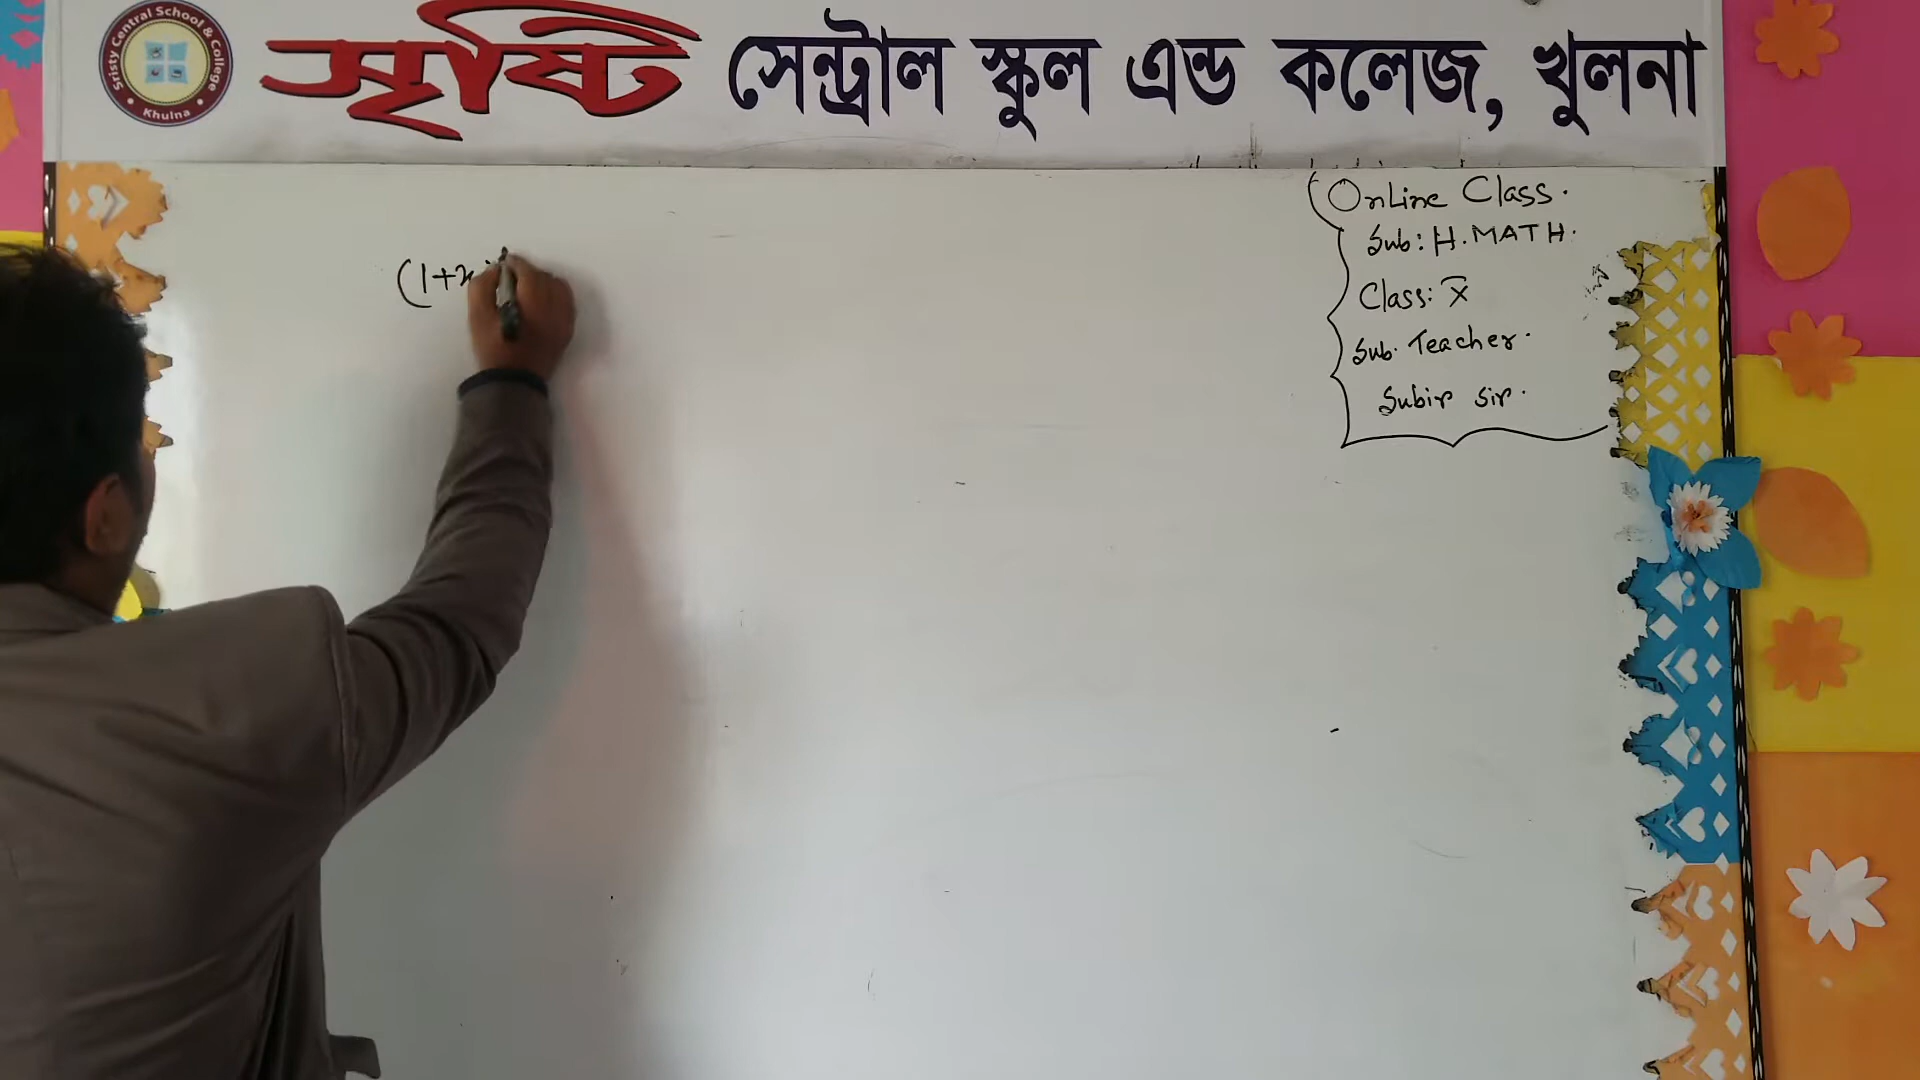 Sristy Central School & College
Khulna
সৃষ্টি সেন্ট্রাল স্কুল এন্ড কলেজ, খুলনা
Online Class.
Sub: H. MATH.
Class: X
Sub. Teacher.
Subir sir.
(1+x)